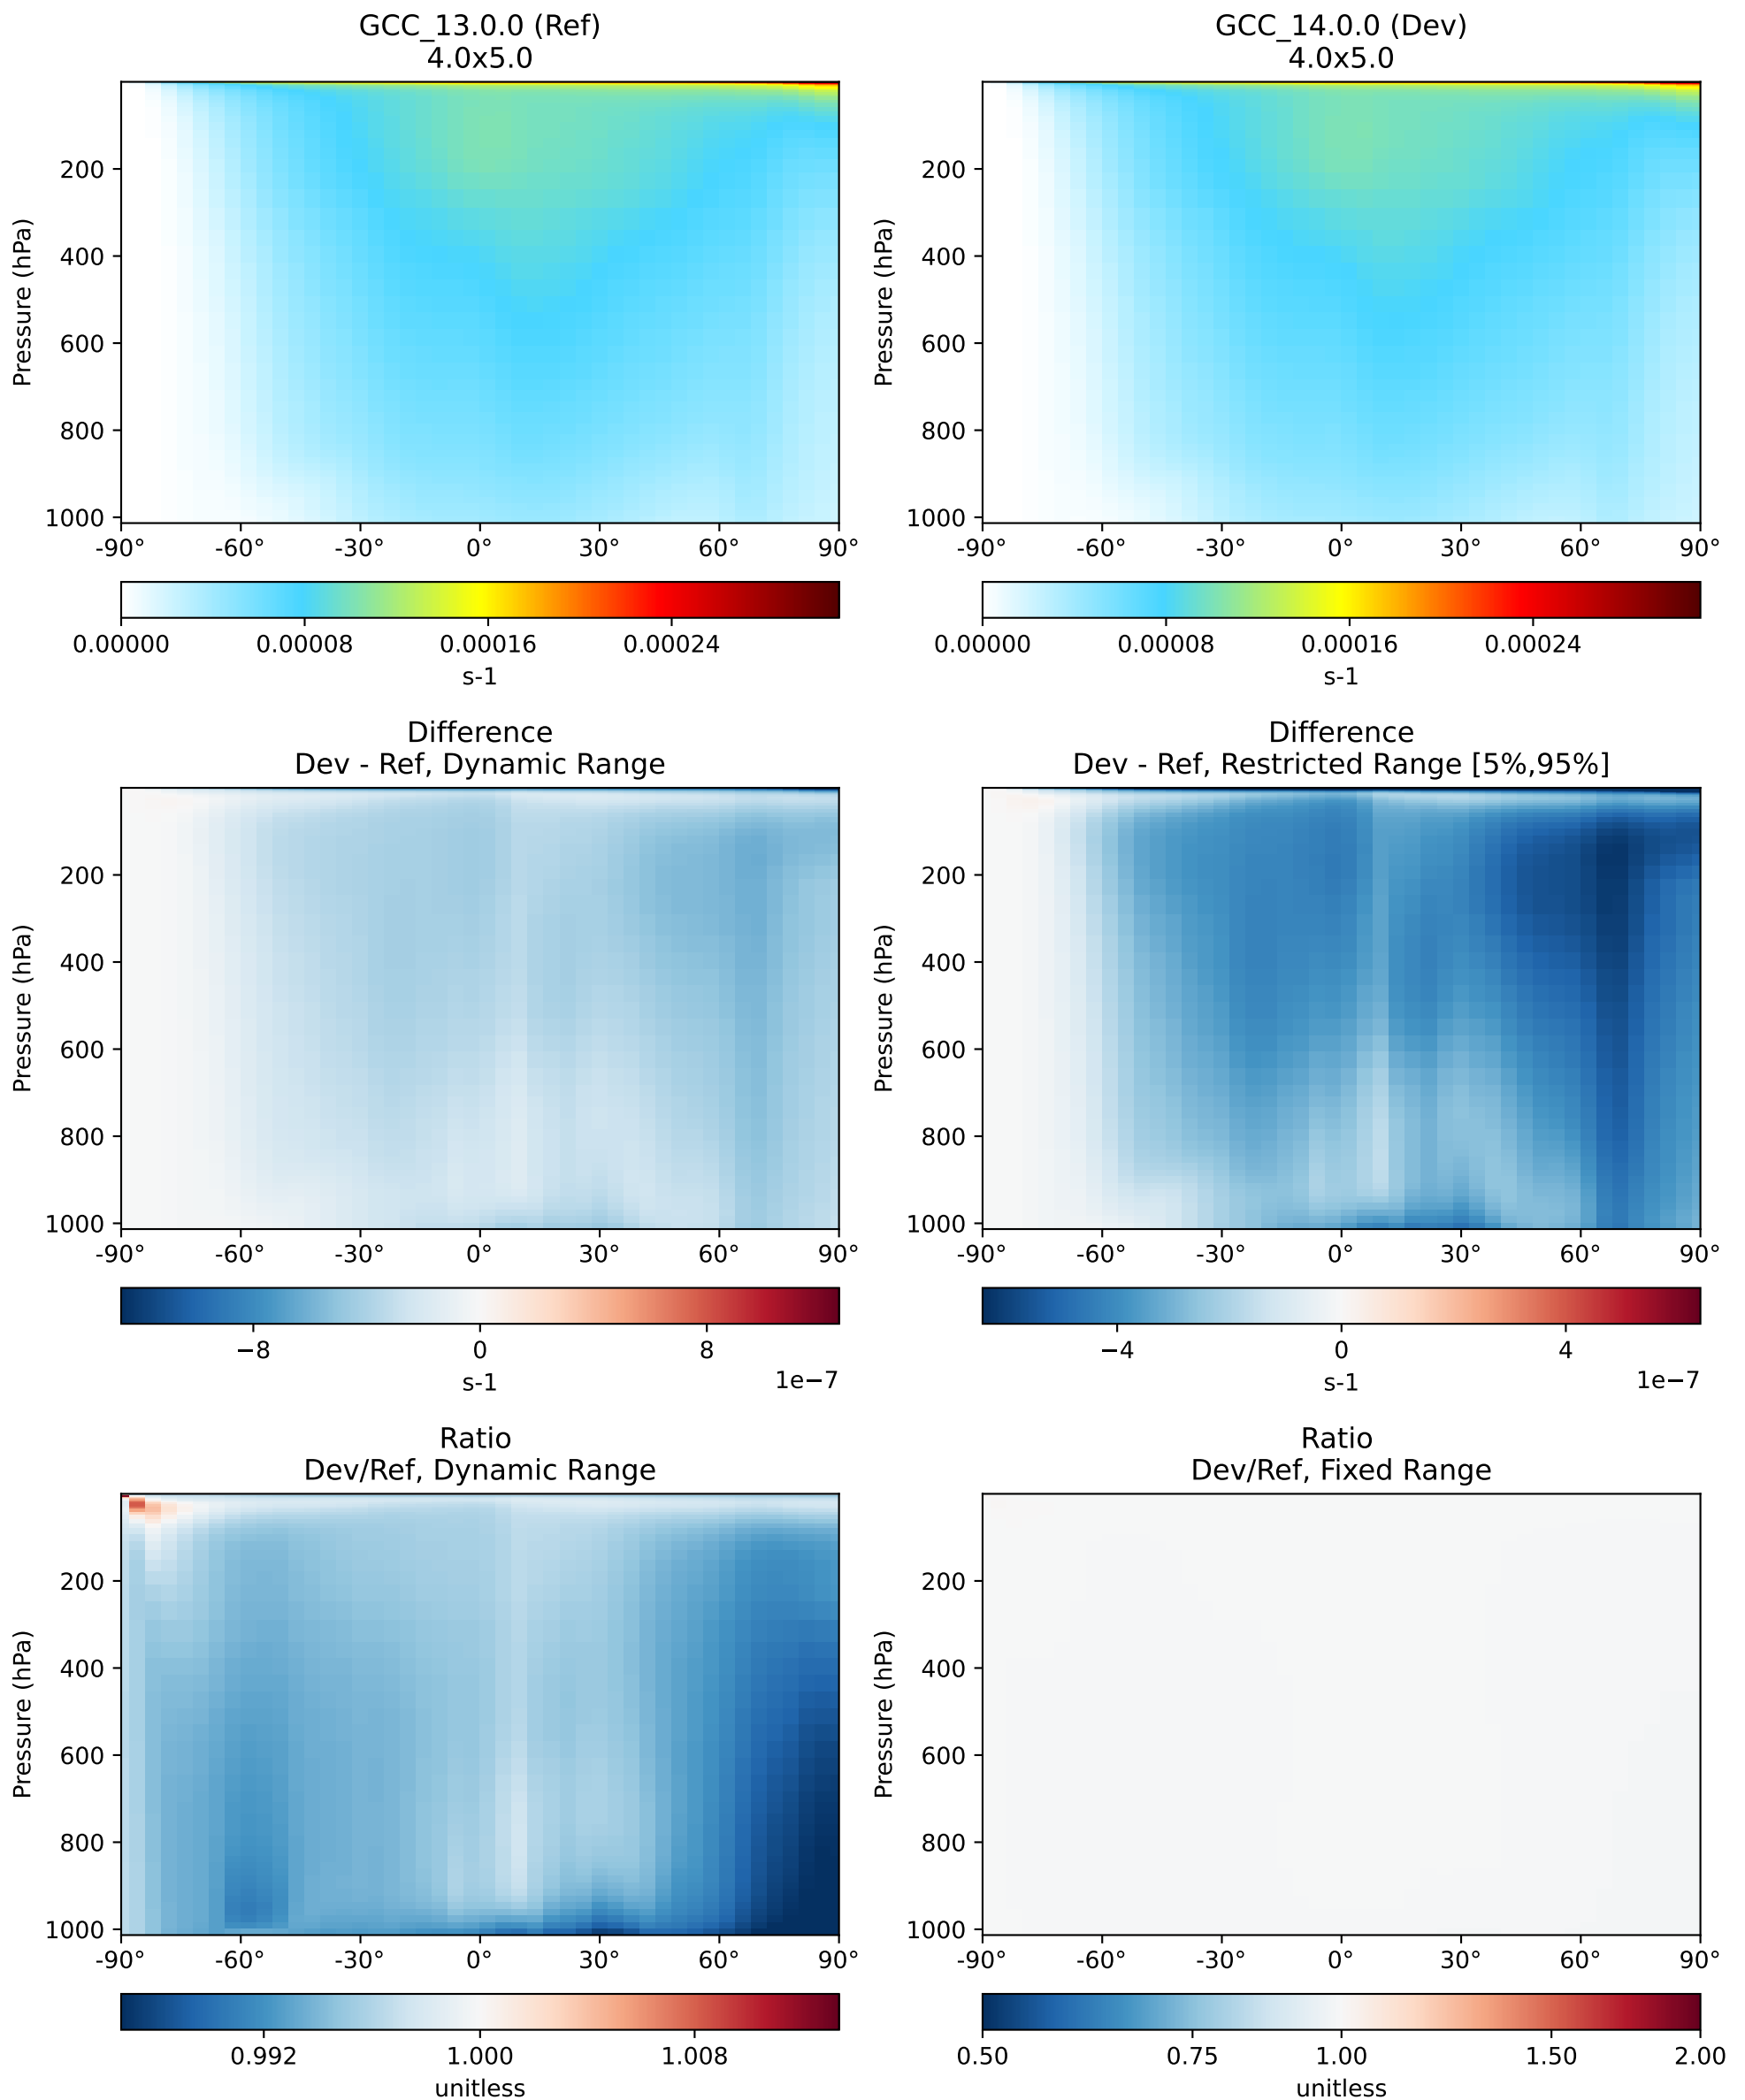 GCC_13.0.0 (Ref)
4.0x5.0
Pressure (hPa)
200
400
600
800
1000
-90° -60° -30° 0° 30° 60° 90°
0.00000 0.00008 0.00016 0.00024
s-1
GCC_14.0.0 (Dev)
4.0x5.0
Pressure (hPa)
200
400
600
800
1000
-90° -60° -30° 0° 30° 60° 90°
0.00000 0.00008 0.00016 0.00024
s-1
Difference
Dev - Ref, Dynamic Range
Pressure (hPa)
200
400
600
800
1000
-90° -60° -30° 0° 30° 60° 90°
−8 0 8
s-1 1e−7
Difference
Dev - Ref, Restricted Range [5%,95%]
Pressure (hPa)
200
400
600
800
1000
-90° -60° -30° 0° 30° 60° 90°
−4 0 4
s-1 1e−7
Ratio
Dev/Ref, Dynamic Range
Pressure (hPa)
200
400
600
800
1000
-90° -60° -30° 0° 30° 60° 90°
0.992 1.000 1.008
unitless
Ratio
Dev/Ref, Fixed Range
Pressure (hPa)
200
400
600
800
1000
-90° -60° -30° 0° 30° 60° 90°
0.50 0.75 1.00 1.50 2.00
unitless